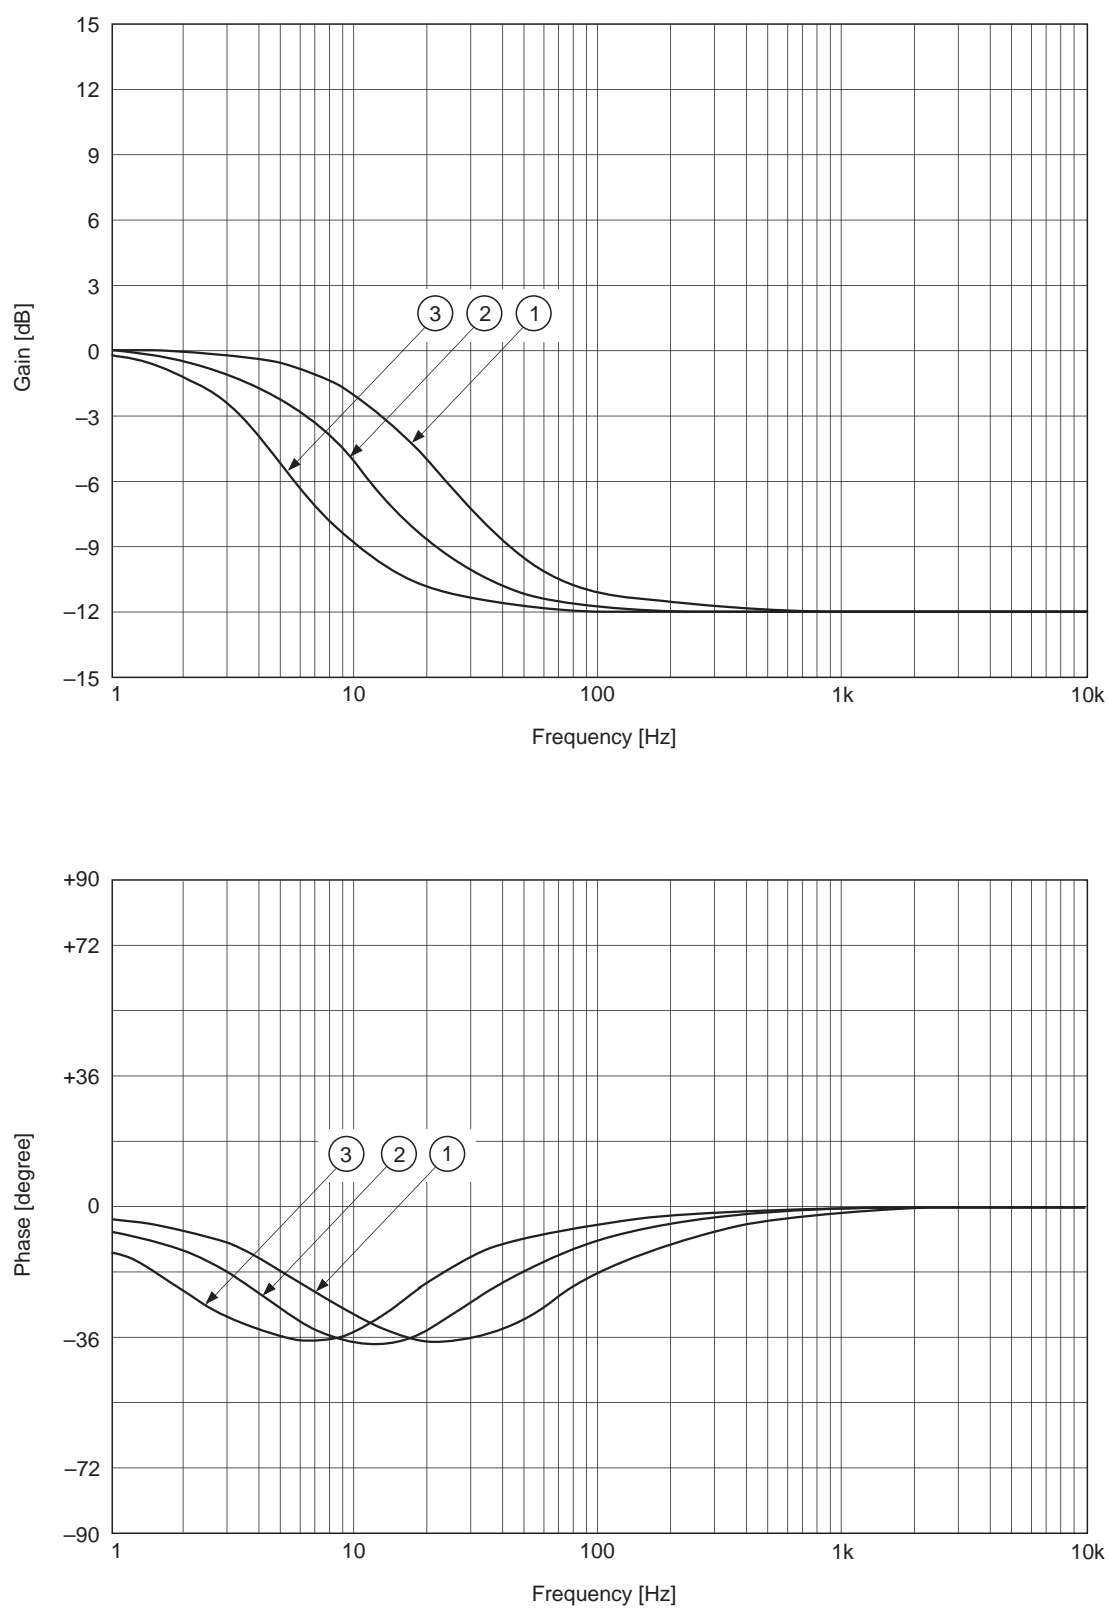 15
12
9
6
3
0
–3
–6
–9
–12
–15
Gain [dB]
3 2 1
1 10 100 1k 10k
Frequency [Hz]
+90
+72
+36
0
–36
–72
–90
Phase [degree]
3 2 1
1 10 100 1k 10k
Frequency [Hz]